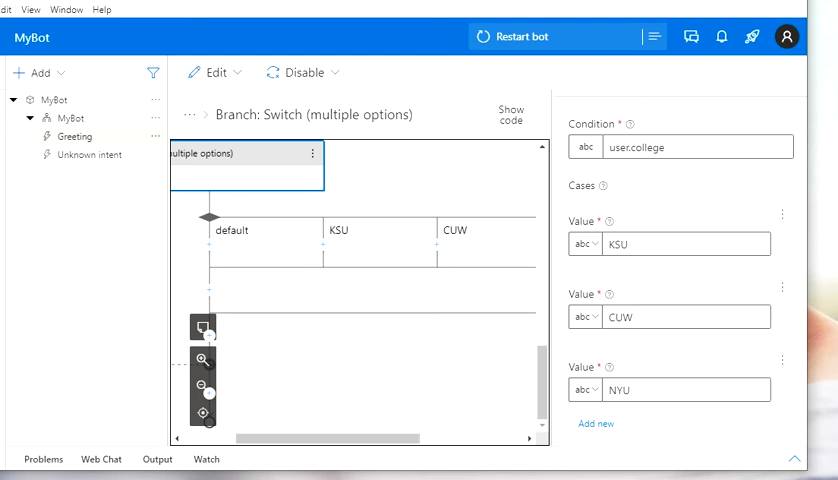 dit View Window Help
MyBot
Restart bot
Add
Edit
Disable
MyBot
MyBot
Greeting
Unknown intent
Branch: Switch (multiple options)
Show
code
ultiple options)
default
KSU
CUW
Condition *
abc
user.college
Cases
Value *
abc
KSU
Value *
abc
CUW
Value *
abc
NYU
Add new
Problems
Web Chat
Output
Watch